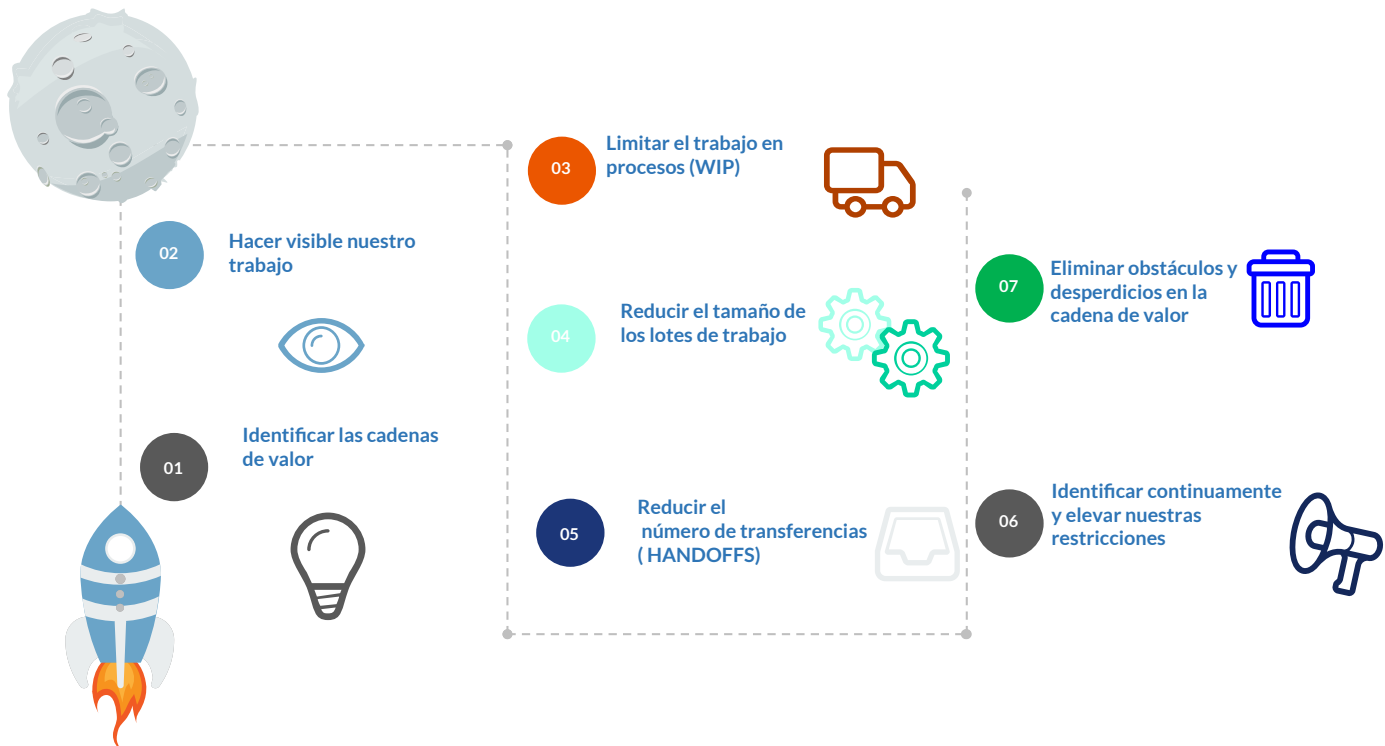 01
Identificar las cadenas
de valor
02
Hacer visible nuestro
trabajo
03
Limitar el trabajo en
procesos (WIP)
04
Reducir el tamaño de
los lotes de trabajo
05
Reducir el
número de transferencias
( HANDOFFS)
06
Identificar continuamente
y elevar nuestras
restricciones
07
Eliminar obstáculos y
desperdicios en la
cadena de valor